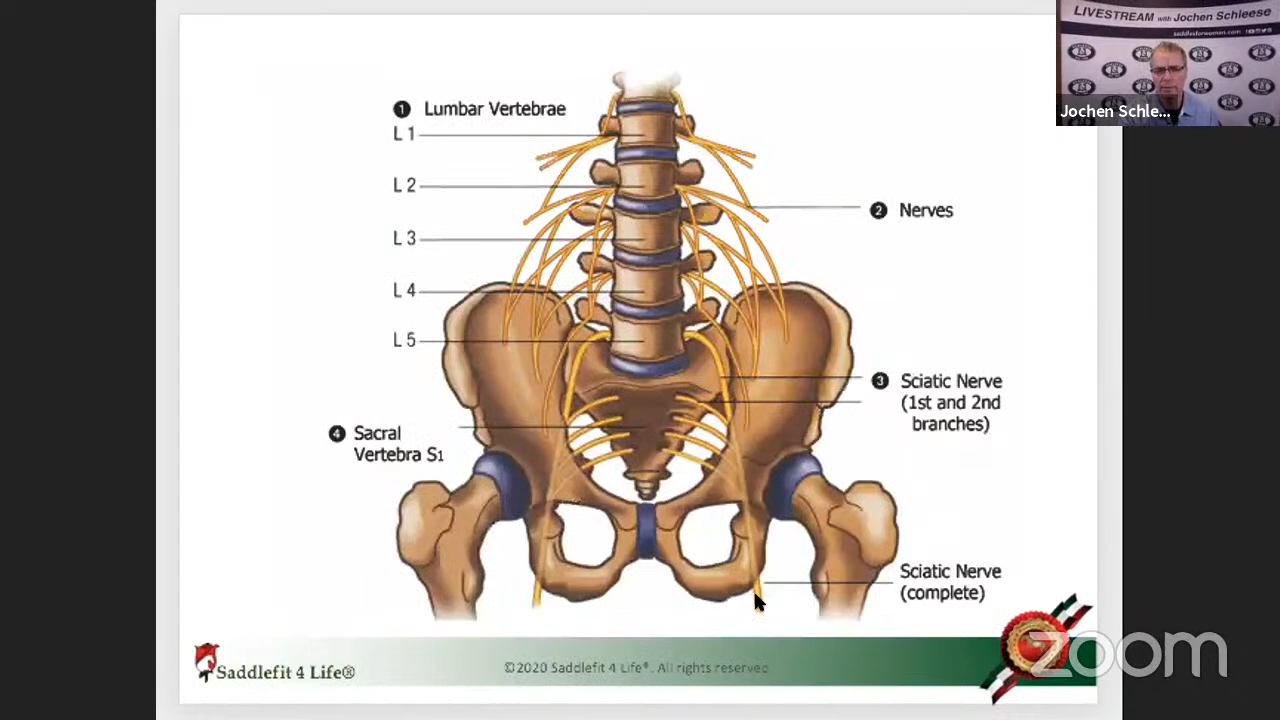 LIVESTREAM with Jochen Schleese
saddlesforwomen.com
Jochen Schle...
1 Lumbar Vertebrae
L 1
L 2
L 3
L 4
L 5
2 Nerves
3 Sciatic Nerve
(1st and 2nd
branches)
4 Sacral
Vertebra S1
Sciatic Nerve
(complete)
Saddlefit 4 Life®
©2020 Saddlefit 4 Life®. All rights reserved
zoom